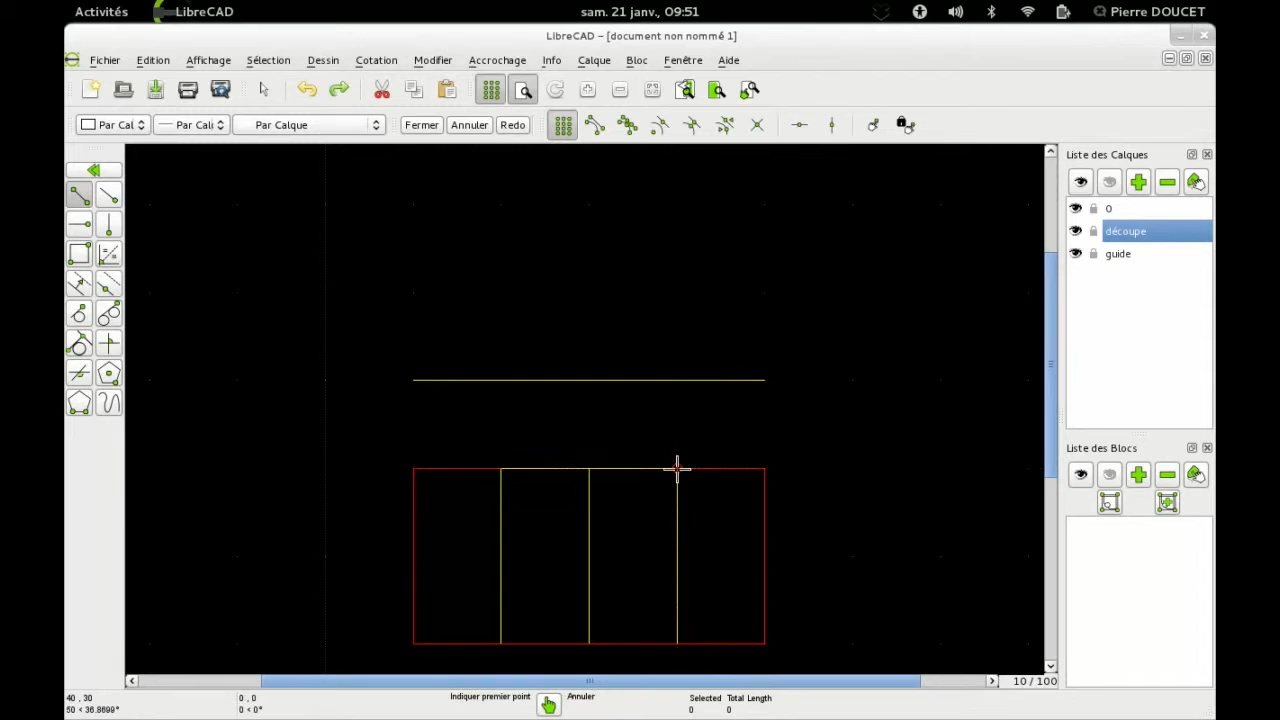 Activités LibreCAD sam. 21 janv., 09:51 Pierre DOUCET
LibreCAD – [document non nommé 1]
Fichier Edition Affichage Sélection Dessin Cotation Modifier Accrochage Info Calque Bloc Fenêtre Aide
Par Cal Par Cali Par Calque Fermer Annuler Redo
Liste des Calques
0
découpe
guide
Liste des Blocs
10 / 100
40 , 30 0 , 0 Indiquer premier point Annuler Selected Total Length
50 < 36.8699° 0 < 0° 0 0